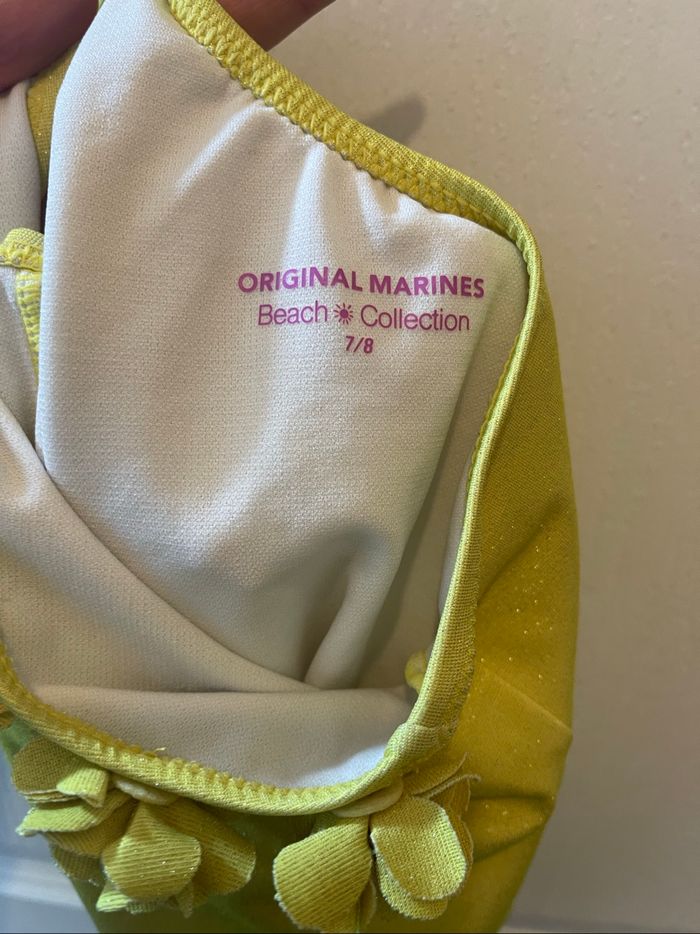 ORIGINAL MARINES
Beach Collection
7/8